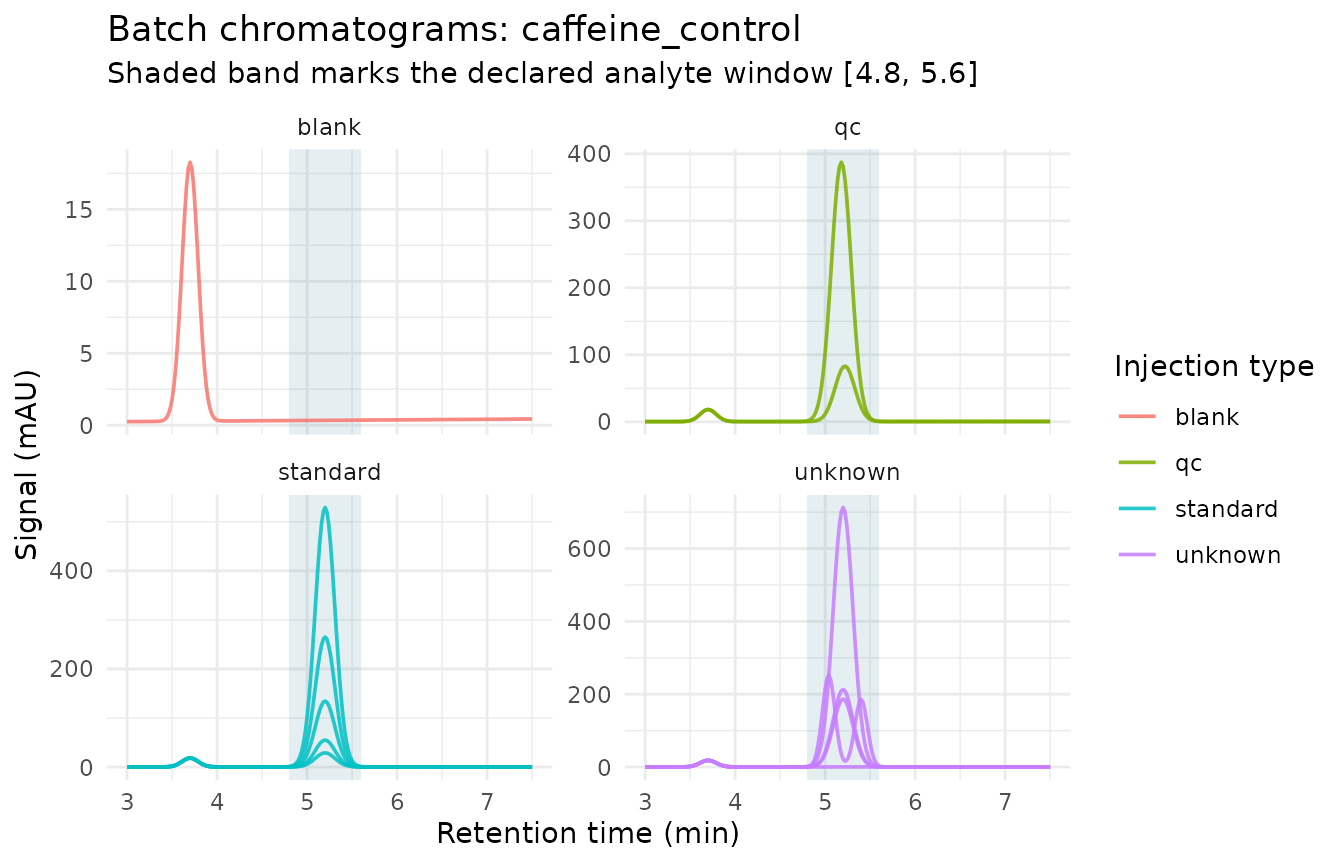 Batch chromatograms: caffeine_control
Shaded band marks the declared analyte window [4.8, 5.6]
blank
qc
15
10
5
0
400
300
200
100
0
standard
unknown
400
200
0
600
400
200
0
3 4 5 6 7
3 4 5 6 7
Retention time (min)
Signal (mAU)
Injection type
blank
qc
standard
unknown